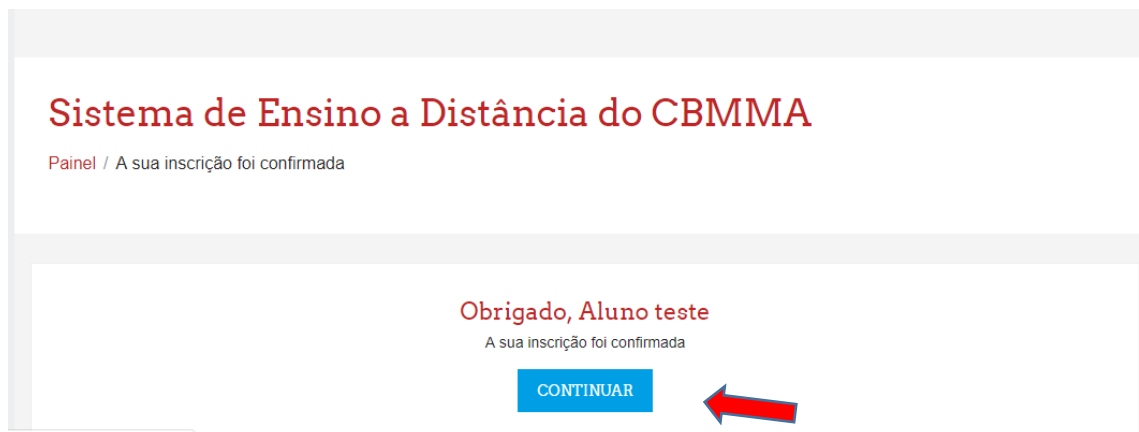 Sistema de Ensino a Distância do CBMMA
Painel / A sua inscrição foi confirmada
Obrigado, Aluno teste
A sua inscrição foi confirmada
CONTINUAR